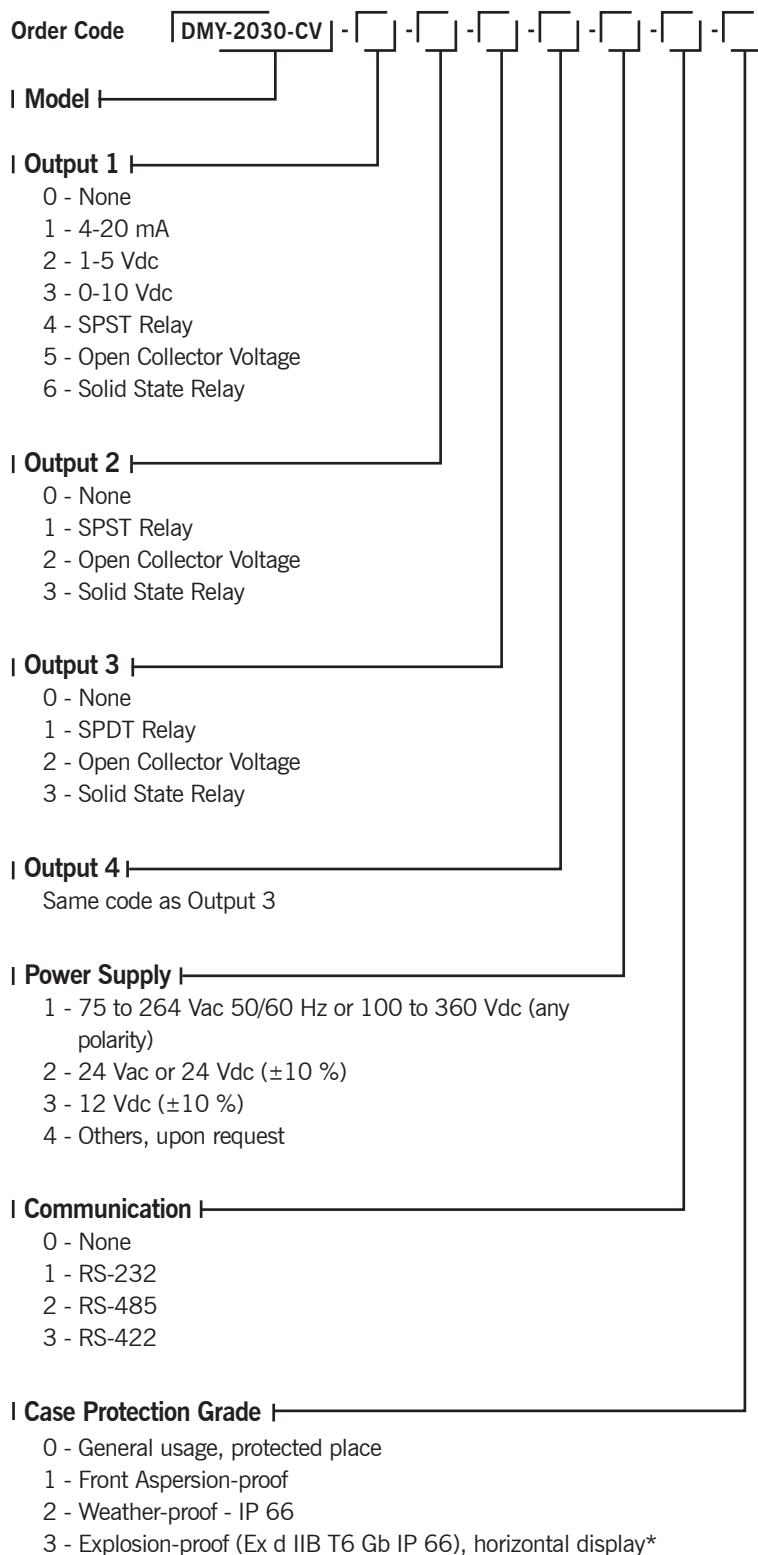 Order Code DMY-2030-CV - - - - - - -
Model
Output 1
0 - None
1 - 4-20 mA
2 - 1-5 Vdc
3 - 0-10 Vdc
4 - SPST Relay
5 - Open Collector Voltage
6 - Solid State Relay
Output 2
0 - None
1 - SPST Relay
2 - Open Collector Voltage
3 - Solid State Relay
Output 3
0 - None
1 - SPDT Relay
2 - Open Collector Voltage
3 - Solid State Relay
Output 4
Same code as Output 3
Power Supply
1 - 75 to 264 Vac 50/60 Hz or 100 to 360 Vdc (any
polarity)
2 - 24 Vac or 24 Vdc (±10 %)
3 - 12 Vdc (±10 %)
4 - Others, upon request
Communication
0 - None
1 - RS-232
2 - RS-485
3 - RS-422
Case Protection Grade
0 - General usage, protected place
1 - Front Aspersion-proof
2 - Weather-proof - IP 66
3 - Explosion-proof (Ex d IIB T6 Gb IP 66), horizontal display*